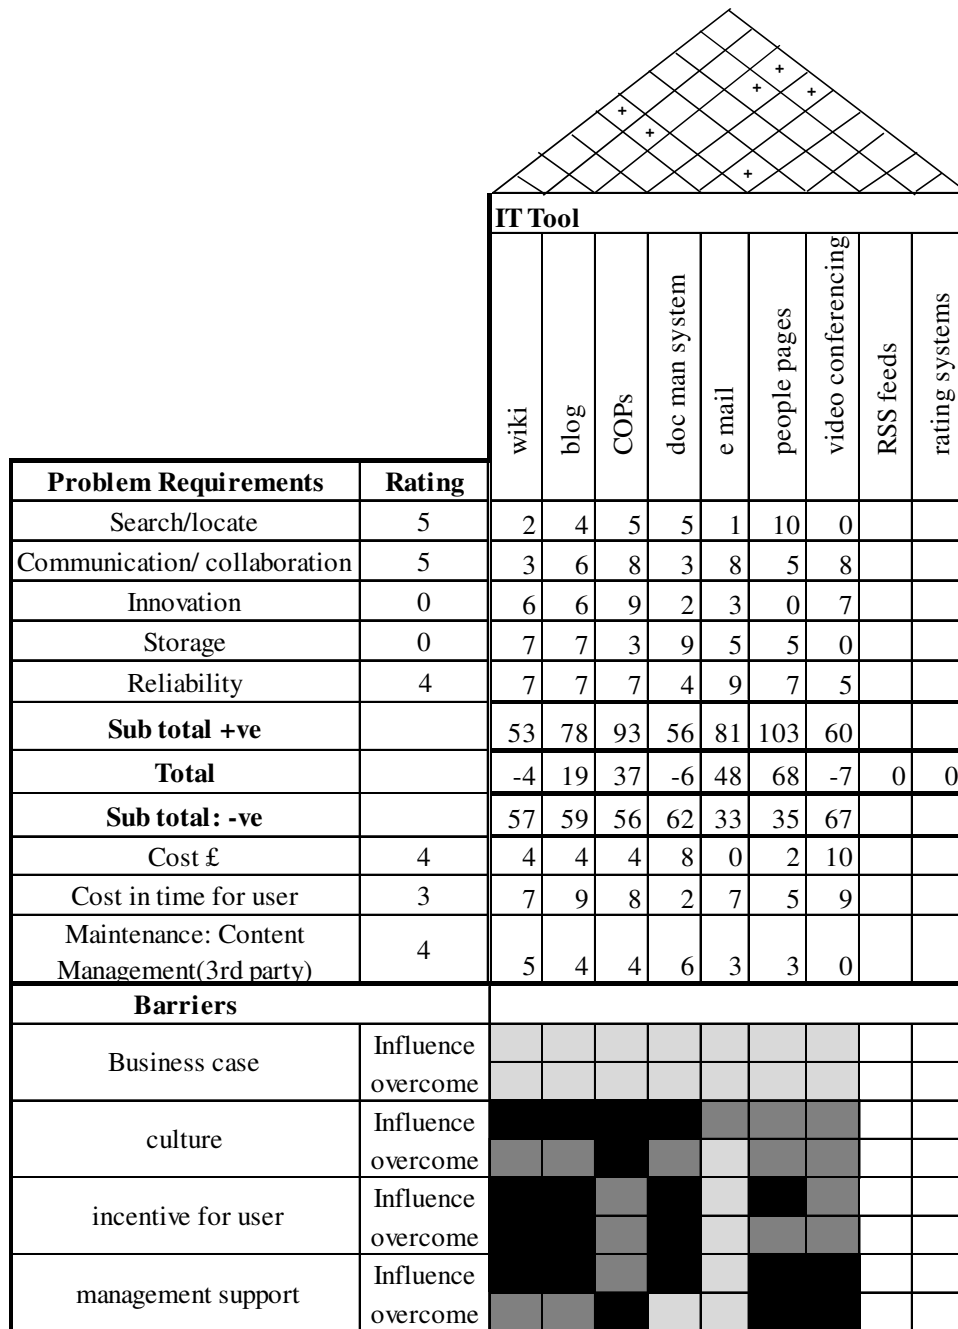 +
+ +
+
+
+
IT Tool
wiki blog COPs doc man system e mail people pages video conferencing RSS feeds rating systems
Problem Requirements Rating
Search/locate 5 2 4 5 5 1 10 0
Communication/ collaboration 5 3 6 8 3 8 5 8
Innovation 0 6 6 9 2 3 0 7
Storage 0 7 7 3 9 5 5 0
Reliability 4 7 7 7 4 9 7 5
Sub total +ve 53 78 93 56 81 103 60
Total -4 19 37 -6 48 68 -7 0 0
Sub total: -ve 57 59 56 62 33 35 67
Cost £ 4 4 4 4 8 0 2 10
Cost in time for user 3 7 9 8 2 7 5 9
Maintenance: Content
Management(3rd party) 4 5 4 4 6 3 3 0
Barriers
Business case Influence
overcome
culture Influence
overcome
incentive for user Influence
overcome
management support Influence
overcome